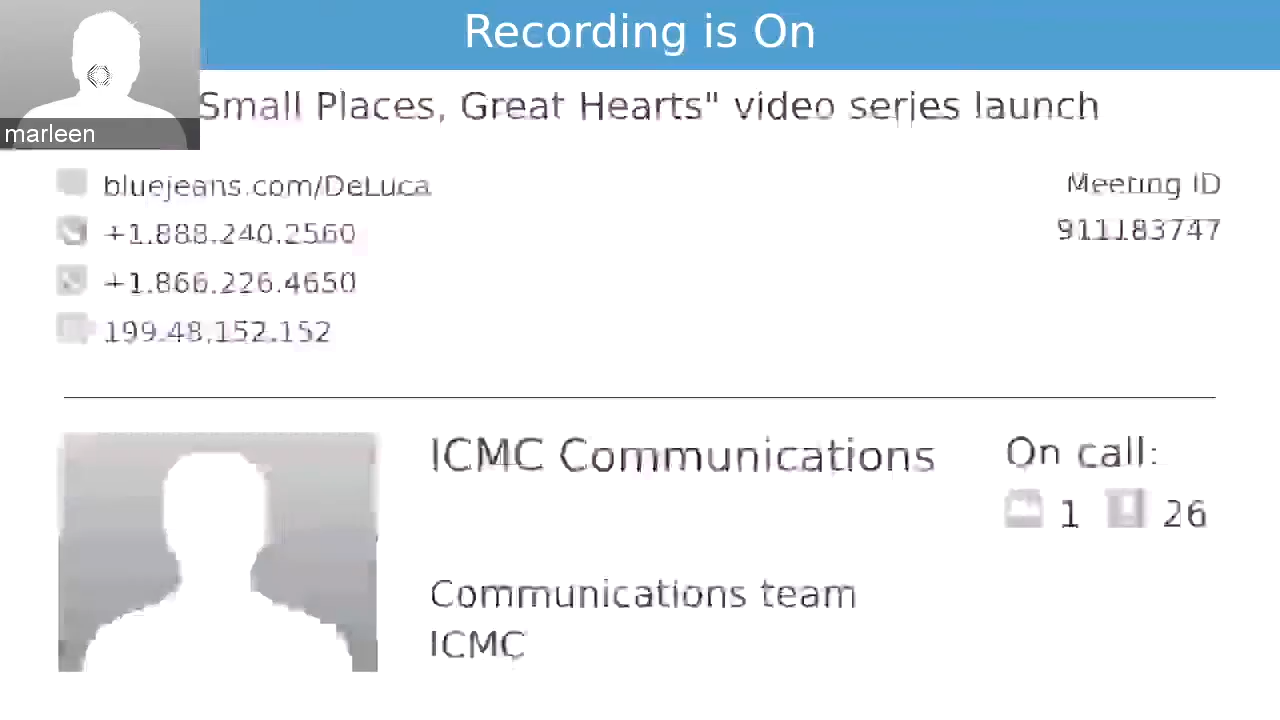 Recording is On
Small Places, Great Hearts" video series launch
marleen
bluejeans.com/DeLuca
+1.888.240.2560
+1.866.226.4650
199.48.152.152
Meeting ID
911183747
ICMC Communications
On call:
1 26
Communications team
ICMC